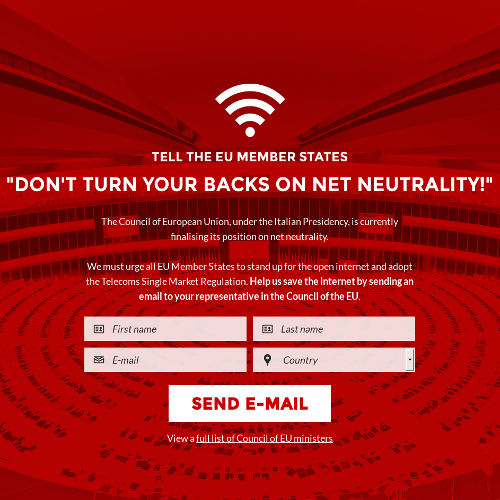 TELL THE EU MEMBER STATES
"DON'T TURN YOUR BACKS ON NET NEUTRALITY!"
The Council of European Union, under the Italian Presidency, is currently
finalising its position on net neutrality.
We must urge all EU Member States to stand up for the open internet and adopt
the Telecoms Single Market Regulation. Help us save the Internet by sending an
email to your representative in the Council of the EU.
First name
Last name
E-mail
Country
SEND E-MAIL
View a full list of Council of EU ministers